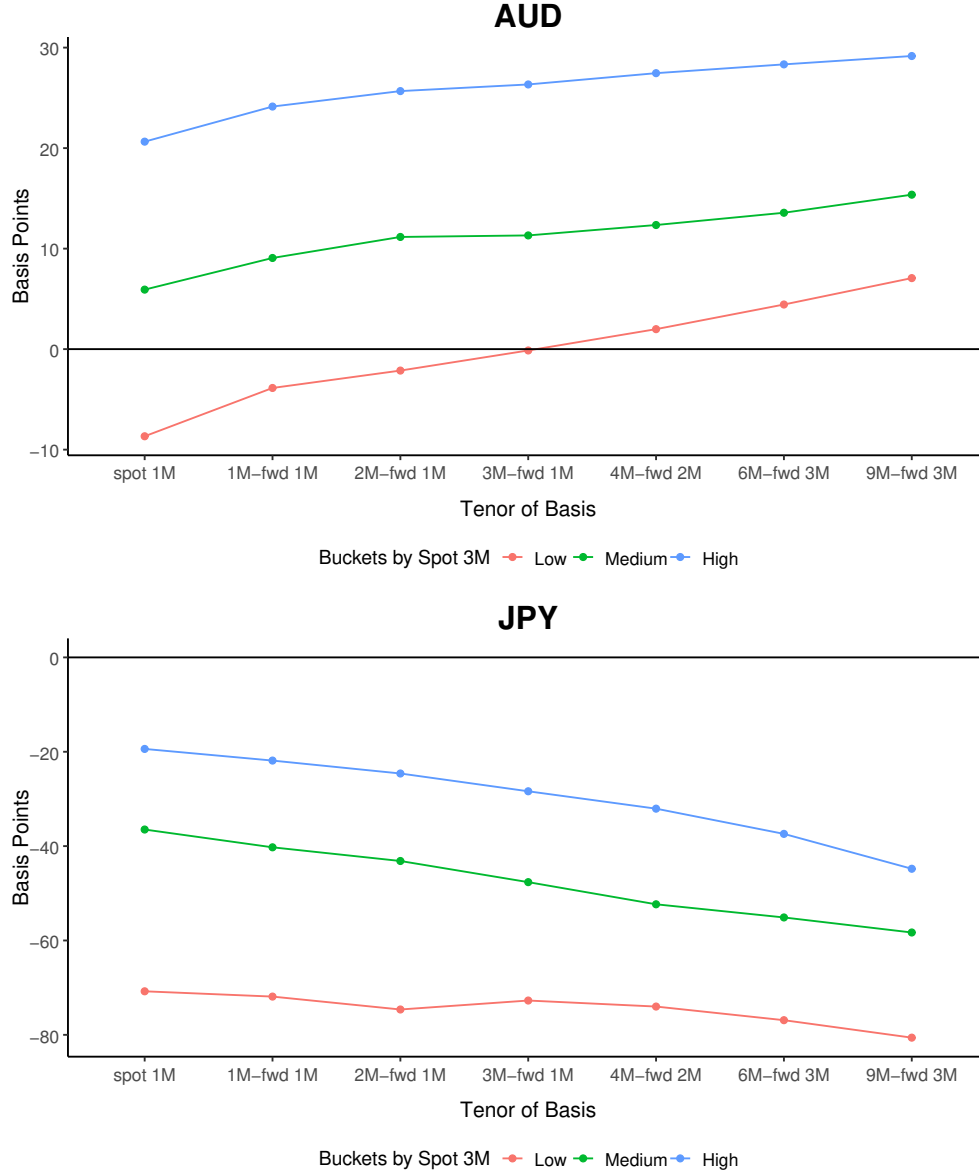 AUD
Basis Points
30
20
10
0
−10
spot 1M 1M−fwd 1M 2M−fwd 1M 3M−fwd 1M 4M−fwd 2M 6M−fwd 3M 9M−fwd 3M
Tenor of Basis
Buckets by Spot 3M Low Medium High
JPY
Basis Points
0
−20
−40
−60
−80
spot 1M 1M−fwd 1M 2M−fwd 1M 3M−fwd 1M 4M−fwd 2M 6M−fwd 3M 9M−fwd 3M
Tenor of Basis
Buckets by Spot 3M Low Medium High